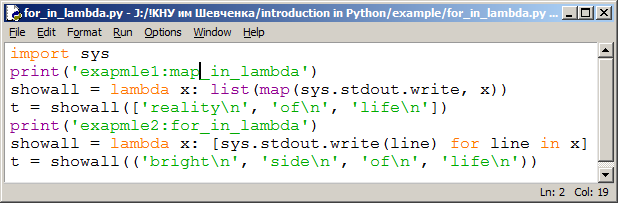 for_in_lambda.py - J:/!КНУ им Шевченка/introduction in Python/example/for_in_lambda.py ...
File Edit Format Run Options Window Help
import sys
print('exapmle1:map_in_lambda')
showall = lambda x: list(map(sys.stdout.write, x))
t = showall(['reality\n', 'of\n', 'life\n'])
print('exapmle2:for_in_lambda')
showall = lambda x: [sys.stdout.write(line) for line in x]
t = showall(('bright\n', 'side\n', 'of\n', 'life\n'))
Ln: 2 Col: 19